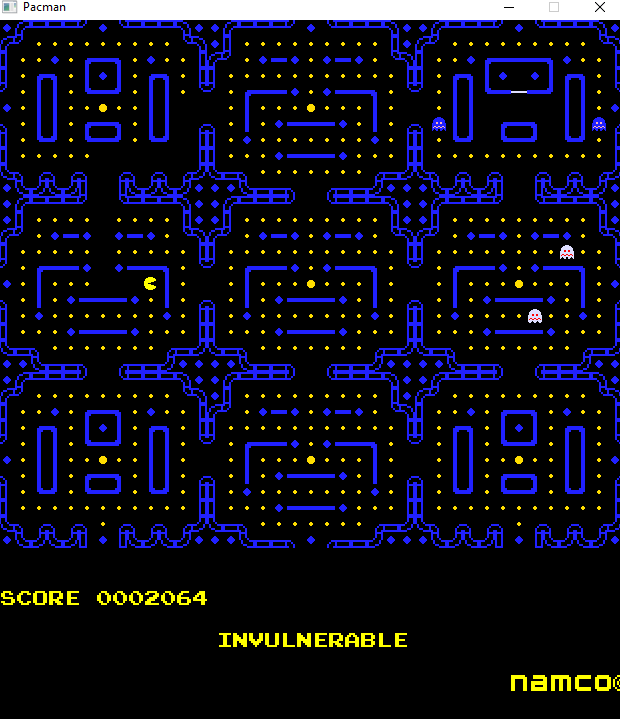 Pacman
SCORE 0002064
INVULNERABLE
namco©